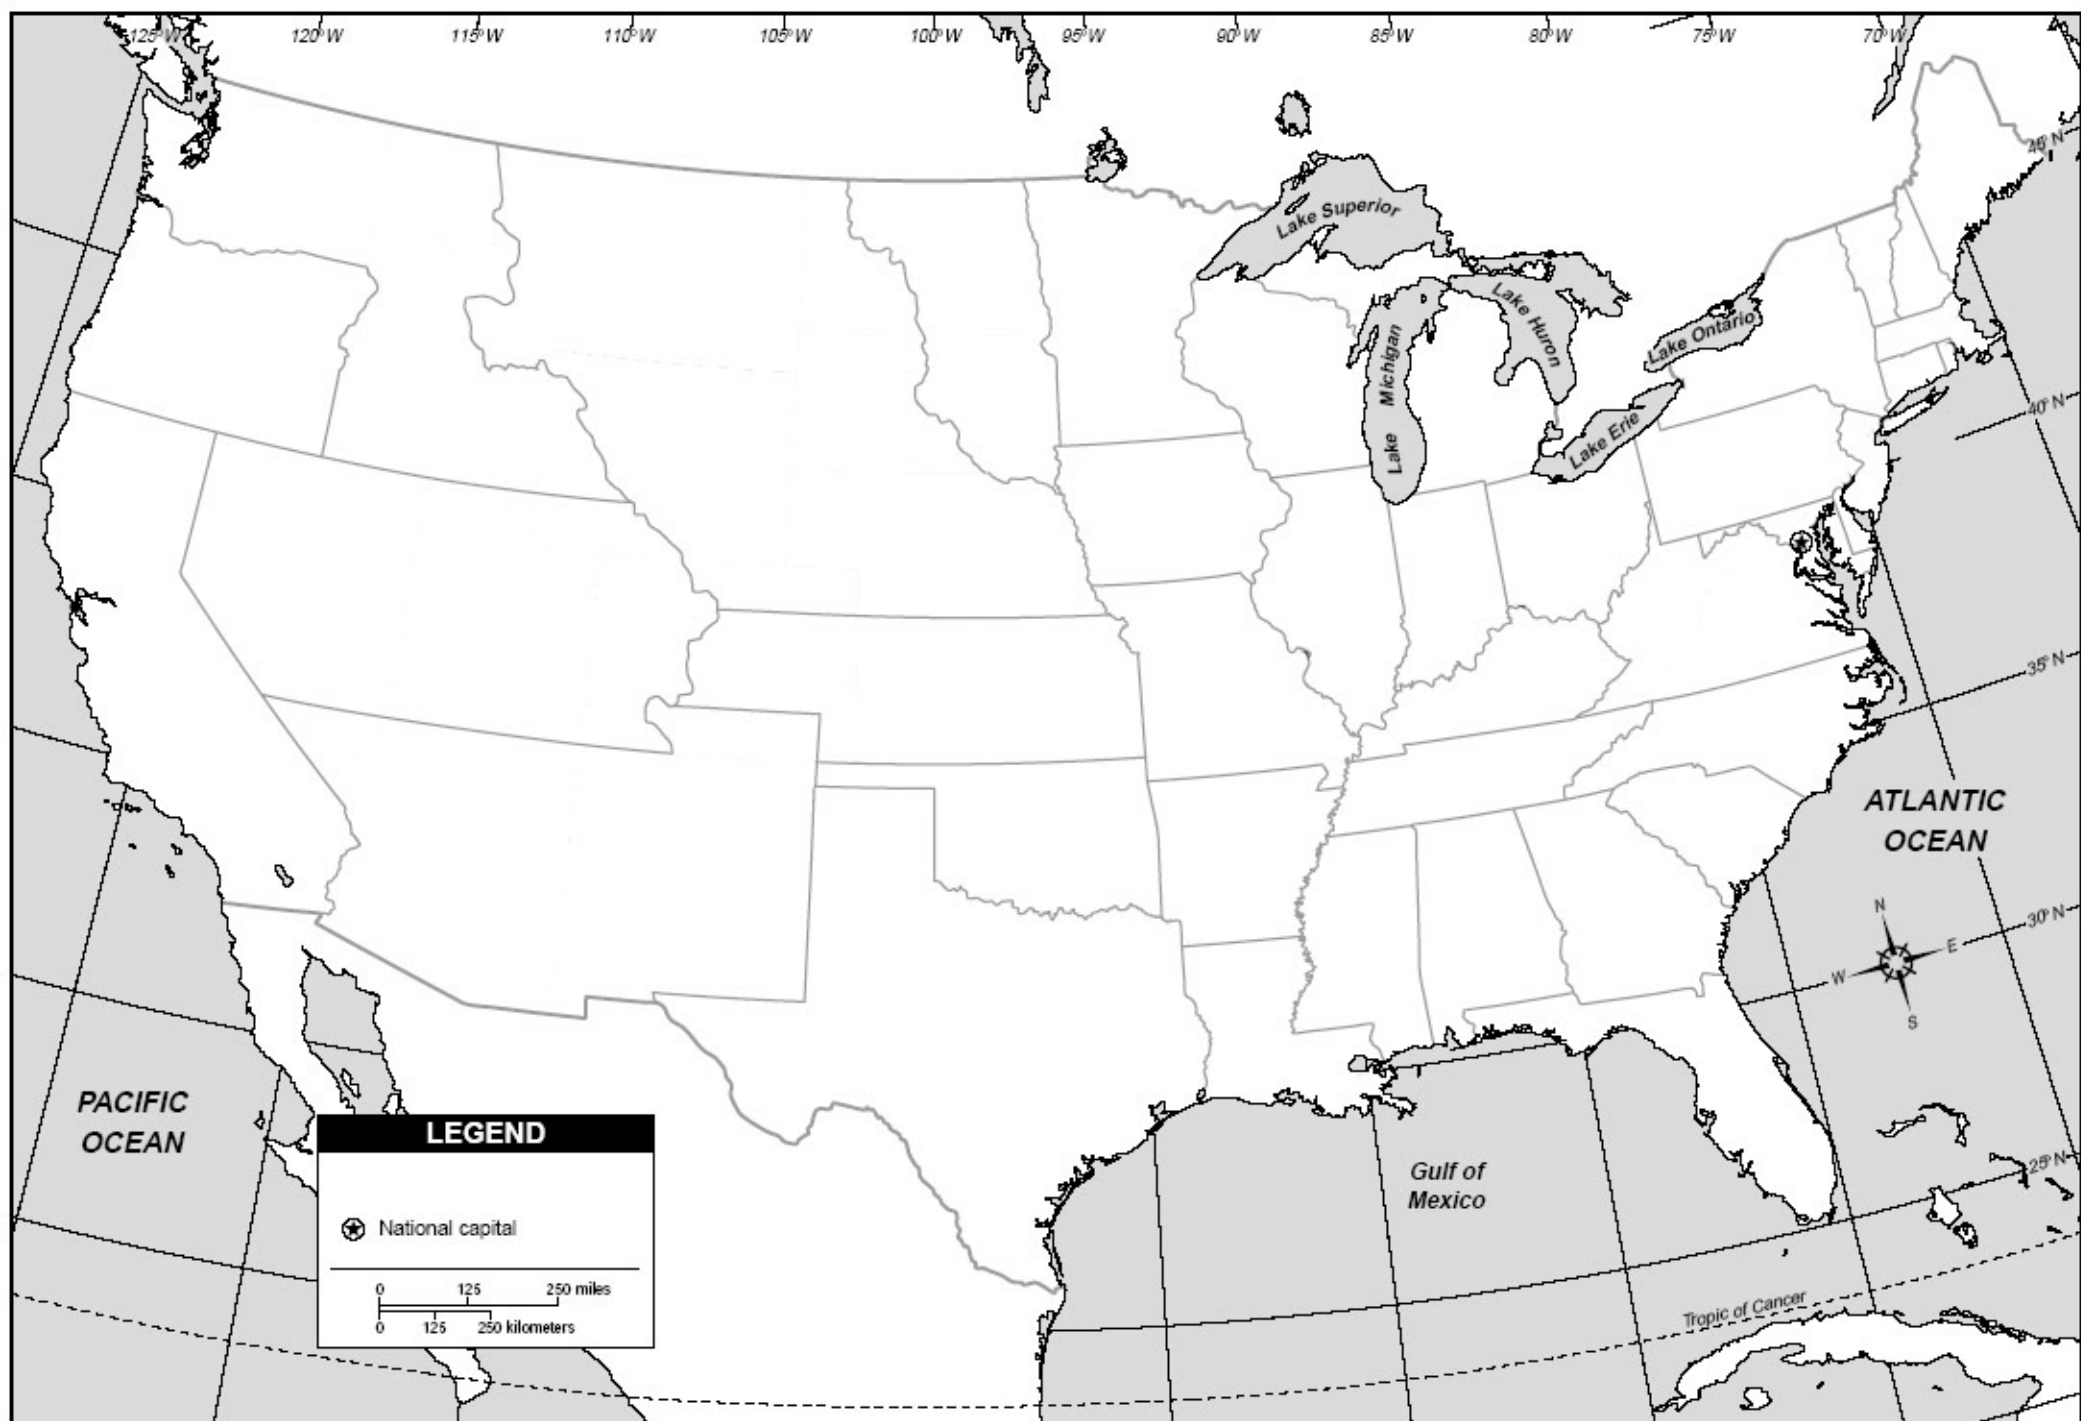 125°W 120°W 115°W 110°W 105°W 100°W 95°W 90°W 85°W 80°W 75°W 70°W
45° N
Lake Superior
Lake Huron
Lake Ontario
Lake Michigan
Lake Erie
40° N
35° N
ATLANTIC
OCEAN
N
30° N
E
W
S
PACIFIC
OCEAN
LEGEND
National capital
0 125 250 miles
0 125 250 kilometers
Gulf of
Mexico
25° N
Tropic of Cancer